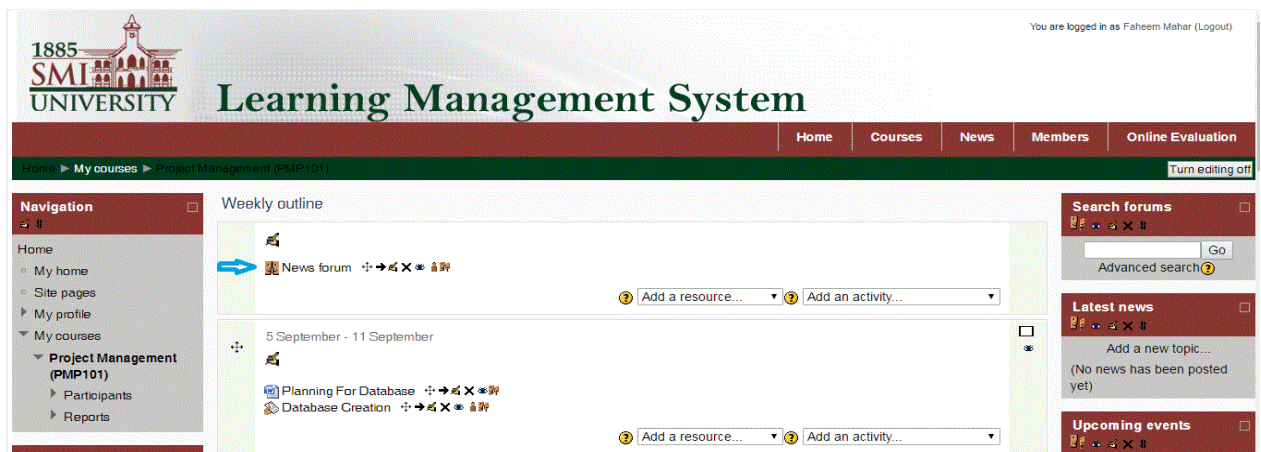 You are logged in as Faheem Mahar (Logout)
1885
SMI
UNIVERSITY
Learning Management System
Home Courses News Members Online Evaluation
Home ► My courses ► Project Management (PMP101)
Turn editing off
Navigation
Home
My home
Site pages
My profile
My courses
Project Management
(PMP101)
Participants
Reports
Weekly outline
News forum
Add a resource... Add an activity...
5 September - 11 September
Planning For Database
Database Creation
Add a resource... Add an activity...
Search forums
Go
Advanced search
Latest news
Add a new topic...
(No news has been posted
yet)
Upcoming events